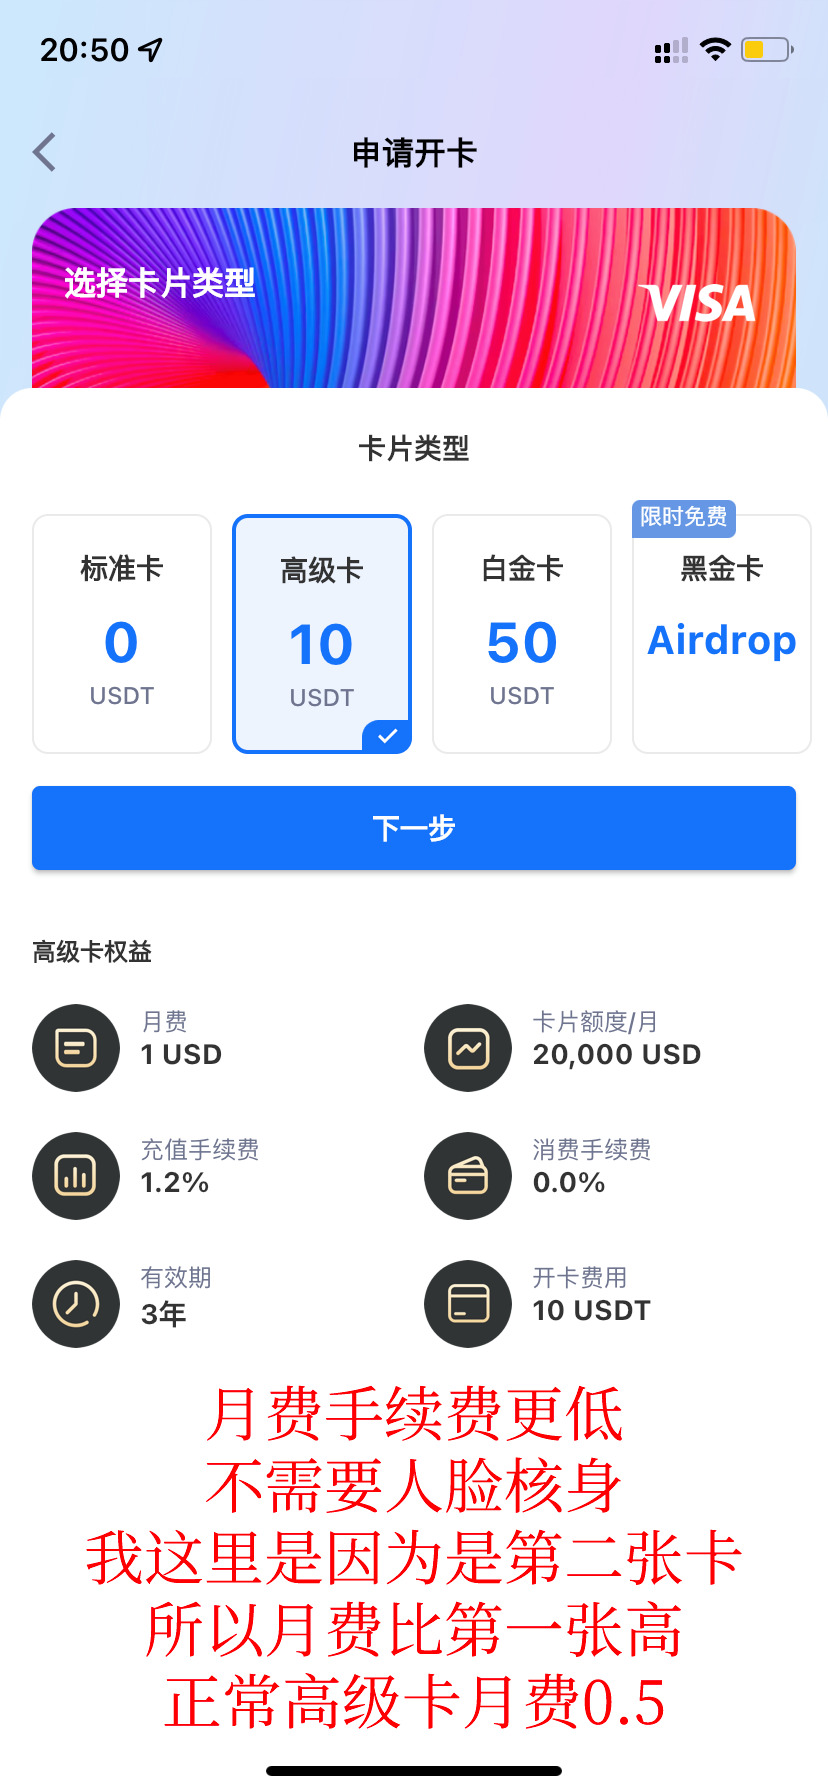 20:50
申请开卡
选择卡片类型
VISA
卡片类型
限时免费
标准卡
高级卡
白金卡
黑金卡
0
10
50
Airdrop
USDT
USDT
USDT
下一步
高级卡权益
月费
1 USD
卡片额度/月
20,000 USD
充值手续费
1.2%
消费手续费
0.0%
有效期
3年
开卡费用
10 USDT
月费手续费更低
不需要人脸核身
我这里是因为是第二张卡
所以月费比第一张高
正常高级卡月费0.5